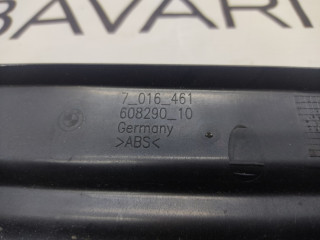 BAVARI
7_016_461
608290_10
Germany
>ABS<